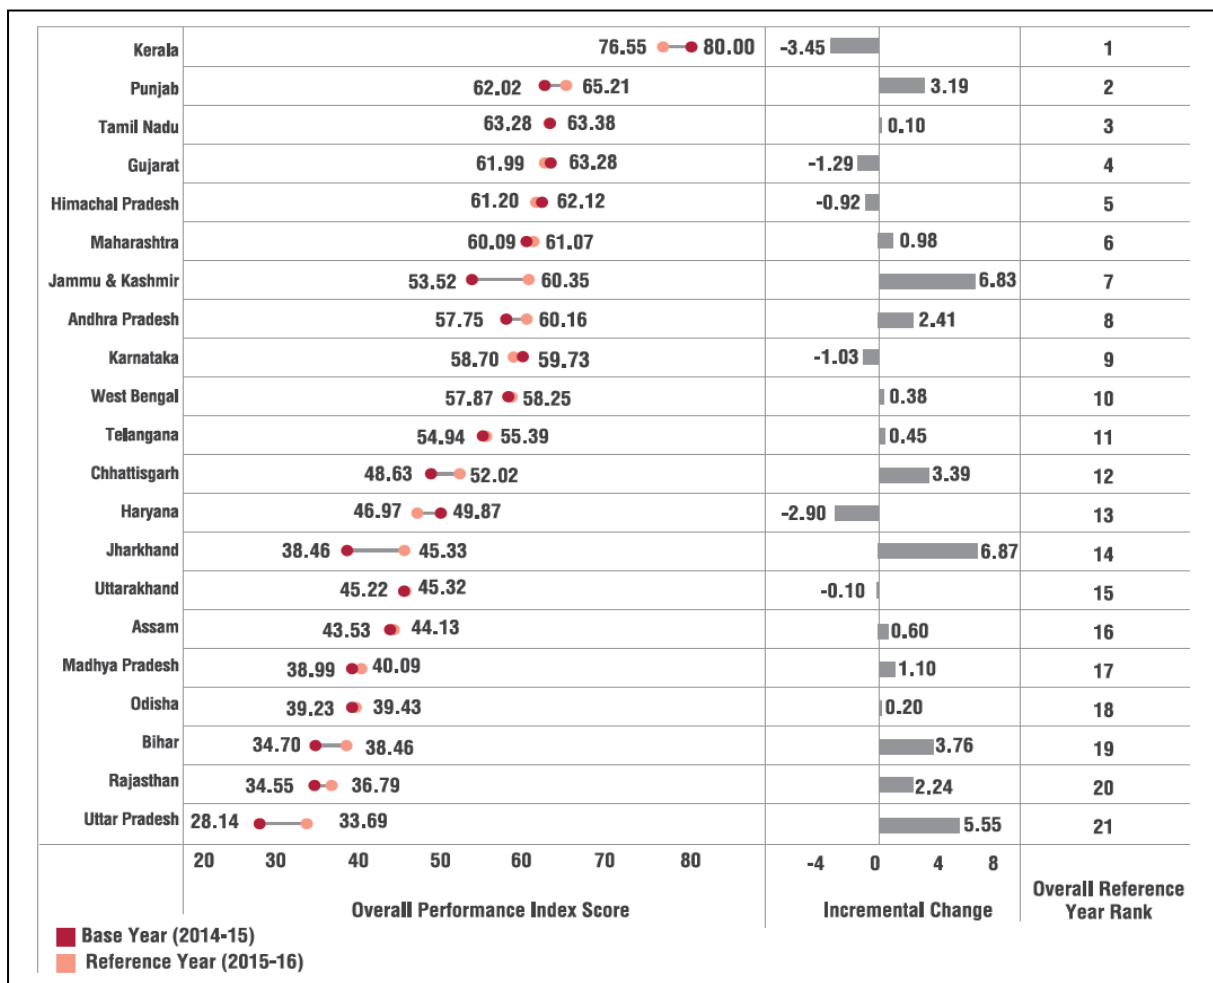 Kerala 76.55 80.00 -3.45 1
Punjab 62.02 65.21 3.19 2
Tamil Nadu 63.28 63.38 0.10 3
Gujarat 61.99 63.28 -1.29 4
Himachal Pradesh 61.20 62.12 -0.92 5
Maharashtra 60.09 61.07 0.98 6
Jammu & Kashmir 53.52 60.35 6.83 7
Andhra Pradesh 57.75 60.16 2.41 8
Karnataka 58.70 59.73 -1.03 9
West Bengal 57.87 58.25 0.38 10
Telangana 54.94 55.39 0.45 11
Chhattisgarh 48.63 52.02 3.39 12
Haryana 46.97 49.87 -2.90 13
Jharkhand 38.46 45.33 6.87 14
Uttarakhand 45.22 45.32 -0.10 15
Assam 43.53 44.13 0.60 16
Madhya Pradesh 38.99 40.09 1.10 17
Odisha 39.23 39.43 0.20 18
Bihar 34.70 38.46 3.76 19
Rajasthan 34.55 36.79 2.24 20
Uttar Pradesh 28.14 33.69 5.55 21
20 30 40 50 60 70 80 -4 0 4 8
Overall Performance Index Score
Incremental Change
Overall Reference
Year Rank
Base Year (2014-15)
Reference Year (2015-16)